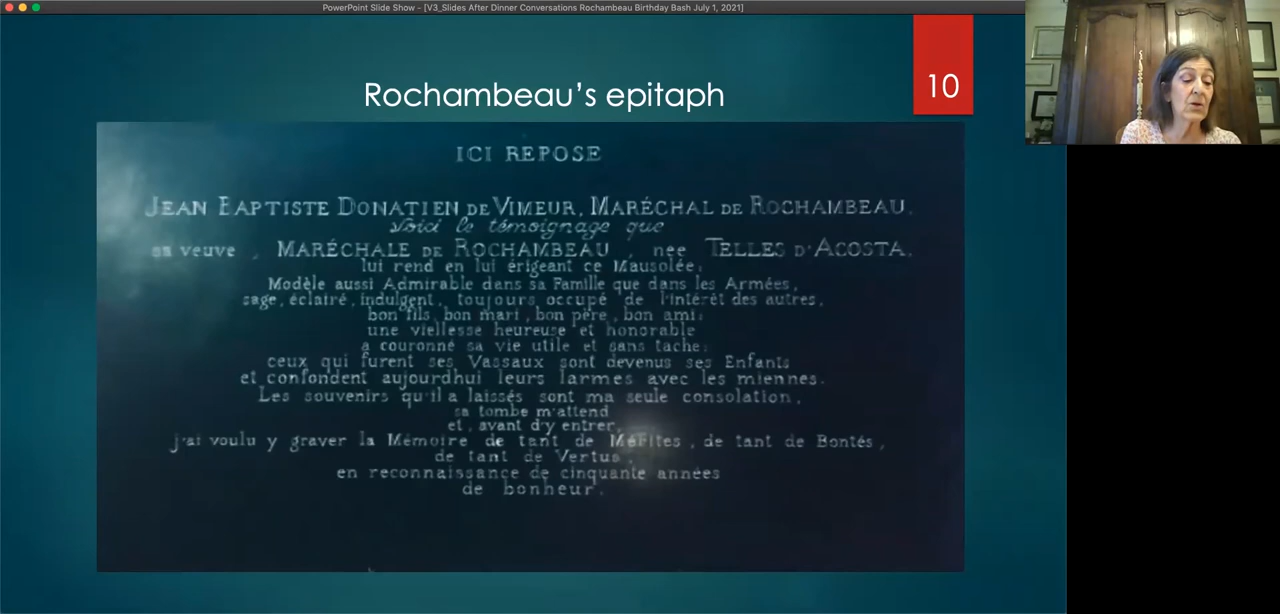 PowerPoint Slide Show - [V3_Slides After Dinner Conversations Rochambeau Birthday Bash July 1, 2021]
10
Rochambeau's epitaph
ICI REPOSE
JEAN BAPTISTE DONATIEN DE VIMEUR, MARÉCHAL DE ROCHAMBEAU.
Voici le témoignage que
sa veuve, MARÉCHALE DE ROCHAMBEAU, née TELLES D'ACOSTA,
lui rend en lui érigeant ce Mausolée.
Modèle aussi Admirable dans sa Famille que dans les Armées,
sage, éclairé, indulgent, toujours occupé de l'intérêt des autres,
bon fils, bon mari, bon père, bon ami:
une viellesse heureuse et honorable
a couronné sa vie utile et sans tache:
ceux qui furent ses Vassaux sont devenus ses Enfants
et confondent aujourdhui leurs larmes avec les miennes.
Les souvenirs qu'il a laissés sont ma seule consolation,
sa tombe m'attend
et, avant d'y entrer,
j'ai voulu y graver la Mémoire de tant de Mérites, de tant de Bontés,
de tant de Vertus,
en reconnaissance de cinquante années
de bonheur.